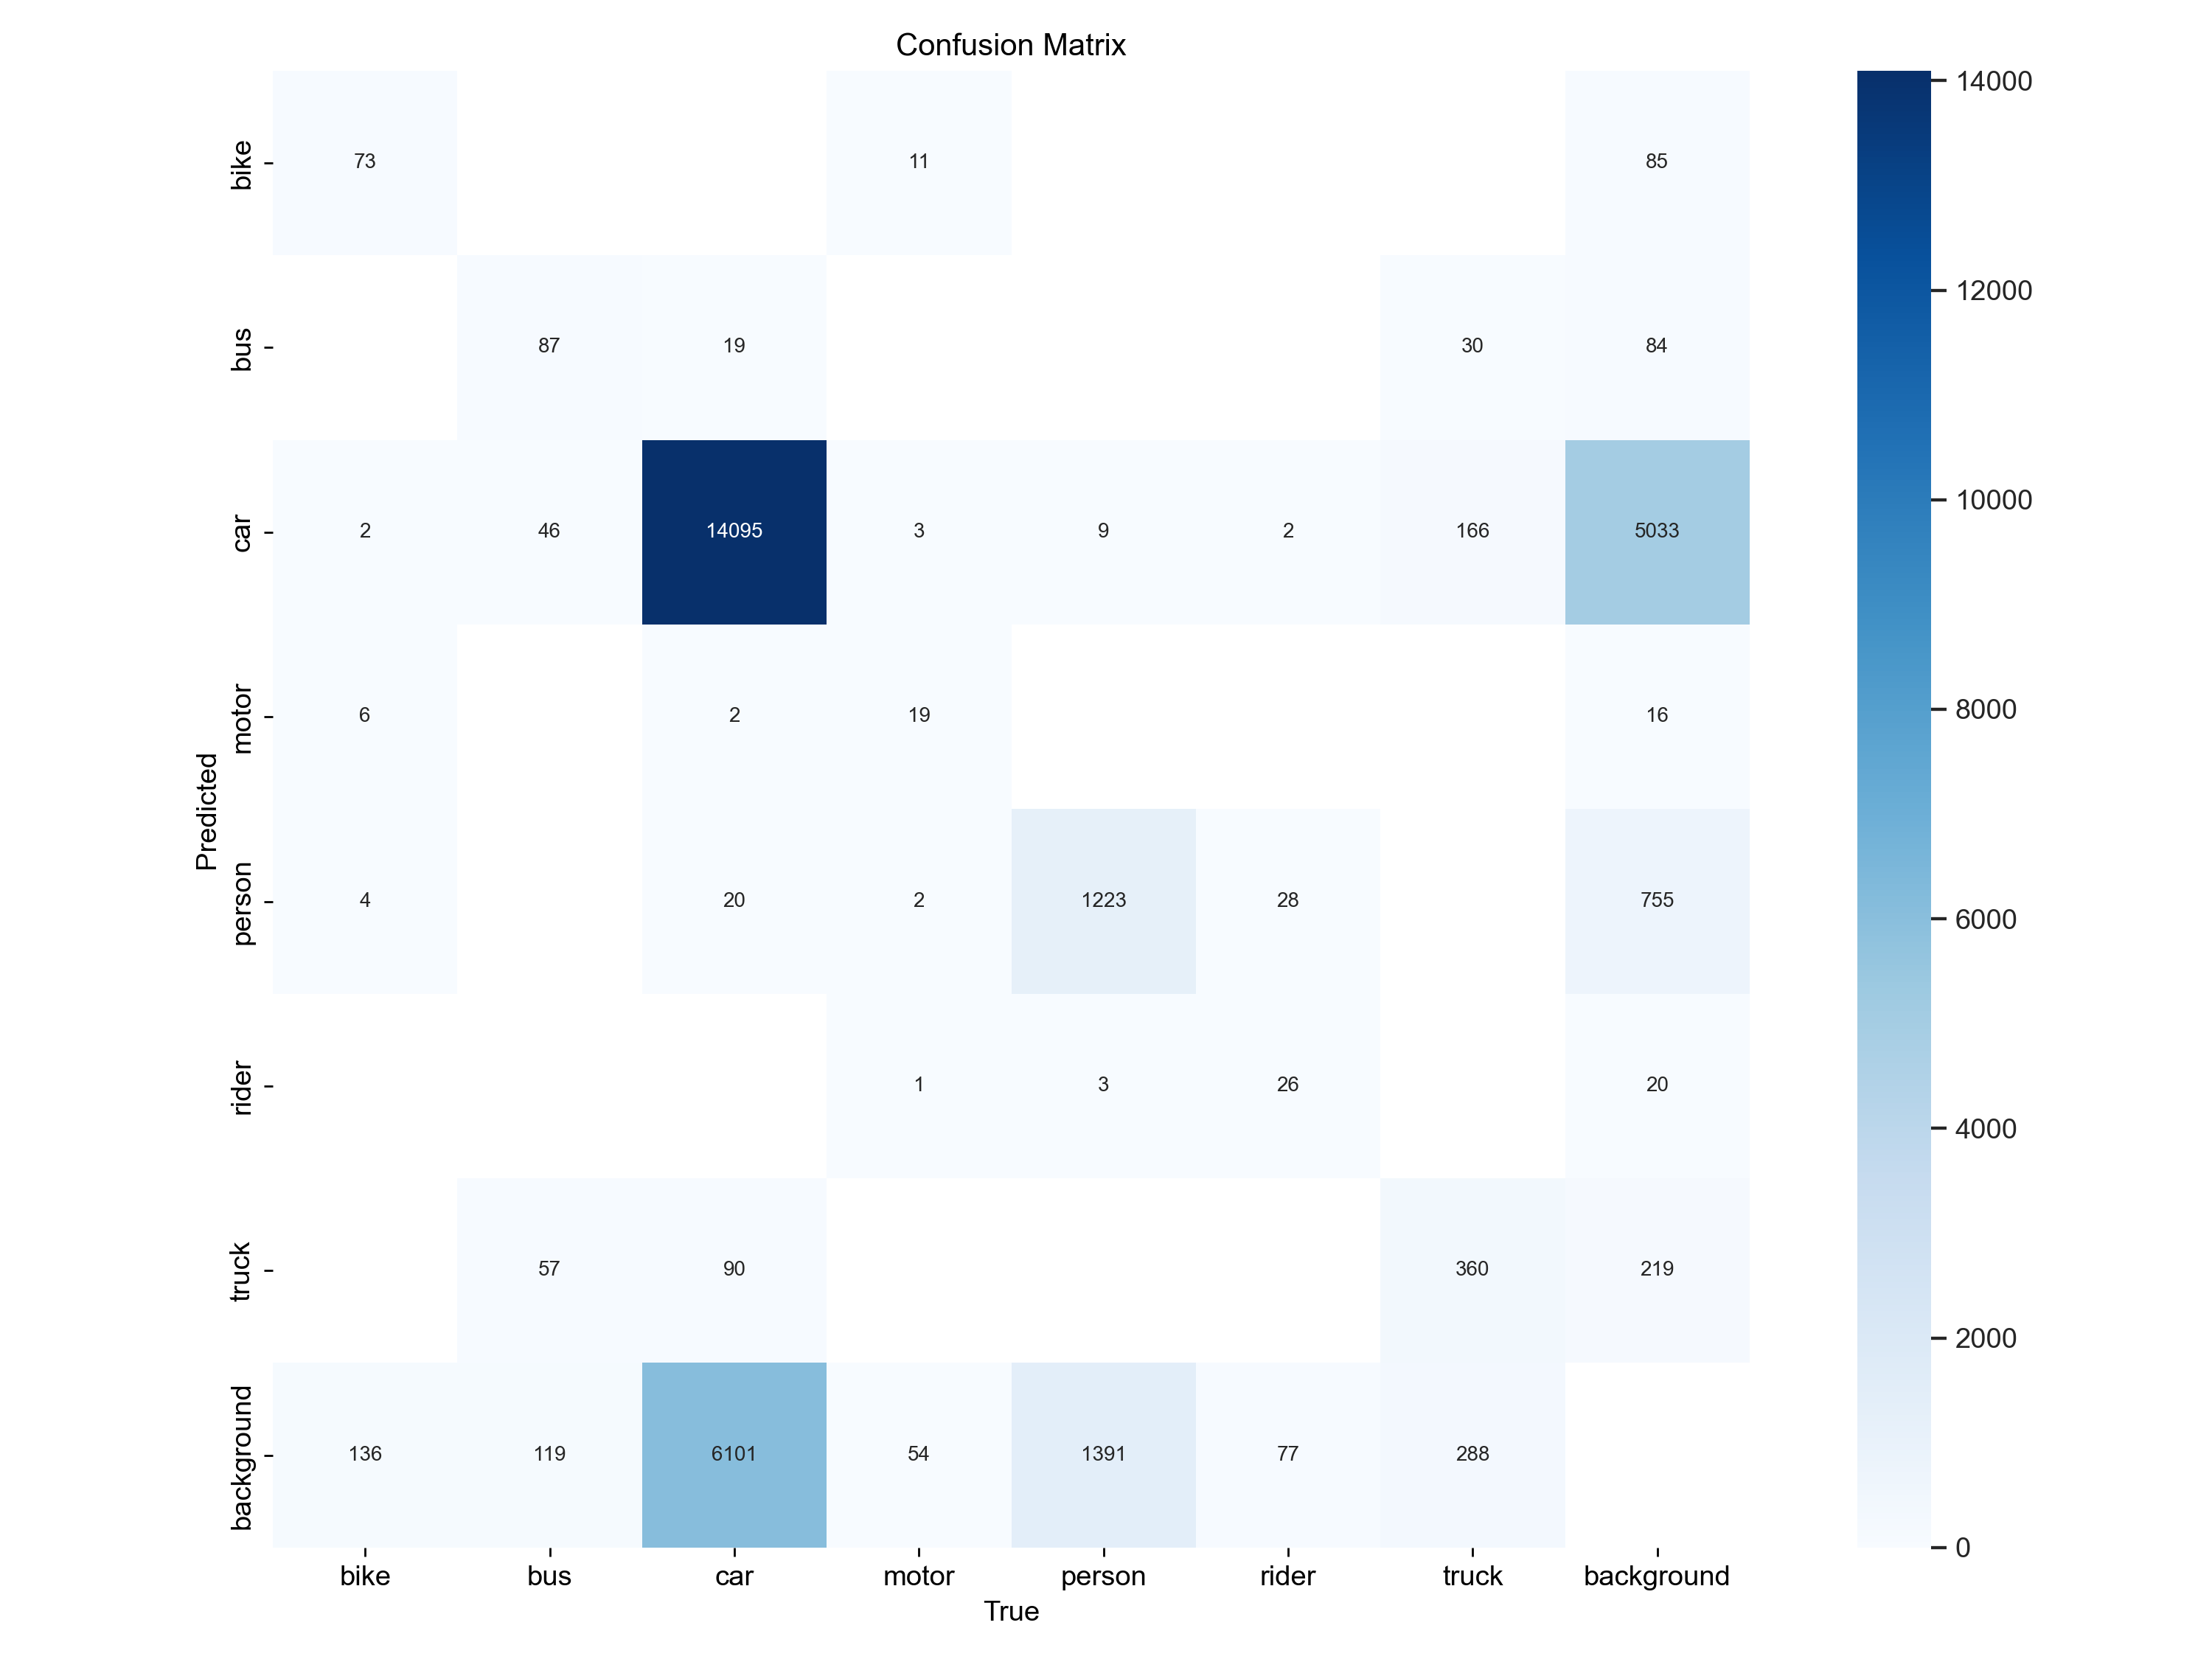 Confusion Matrix
bike 73 11 85
bus 87 19 30 84
car 2 46 14095 3 9 2 166 5033
motor 6 2 19 16
person 4 20 2 1223 28 755
rider 1 3 26 20
truck 57 90 360 219
background 136 119 6101 54 1391 77 288
Predicted
bike bus car motor person rider truck background
True
14000
12000
10000
8000
6000
4000
2000
0